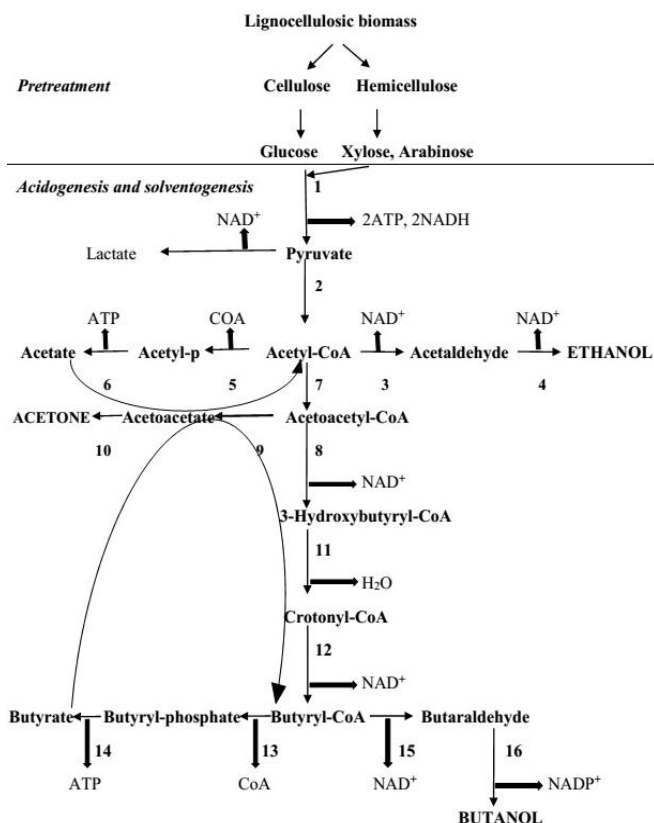 Lignocellulosic biomass
Pretreatment
Cellulose Hemicellulose
Glucose Xylose, Arabinose
Acidogenesis and solventogenesis
1
NAD+ 2ATP, 2NADH
Lactate Pyruvate
2
ATP COA NAD+ NAD+
Acetate Acetyl-p Acetyl-CoA Acetaldehyde ETHANOL
6 5 7 3 4
ACETONE Acetoacetate Acetoacetyl-CoA
10 9 8
NAD+
3-Hydroxybutyryl-CoA
11
H₂O
Crotonyl-CoA
12
NAD+
Butyrate Butyryl-phosphate Butyryl-CoA Butaraldehyde
14 13 15 16
ATP CoA NAD+ NADP+
BUTANOL